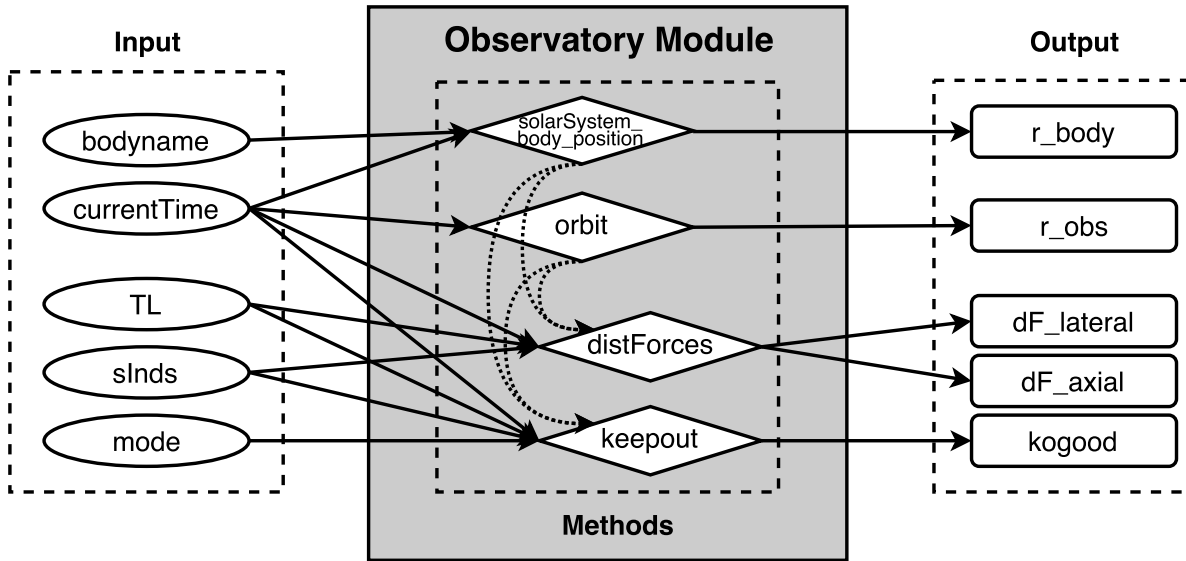 Input
Observatory Module
Output
bodyname
currentTime
TL
sInds
mode
solarSystem_
body_position
orbit
distForces
keepout
Methods
r_body
r_obs
dF_lateral
dF_axial
kogood